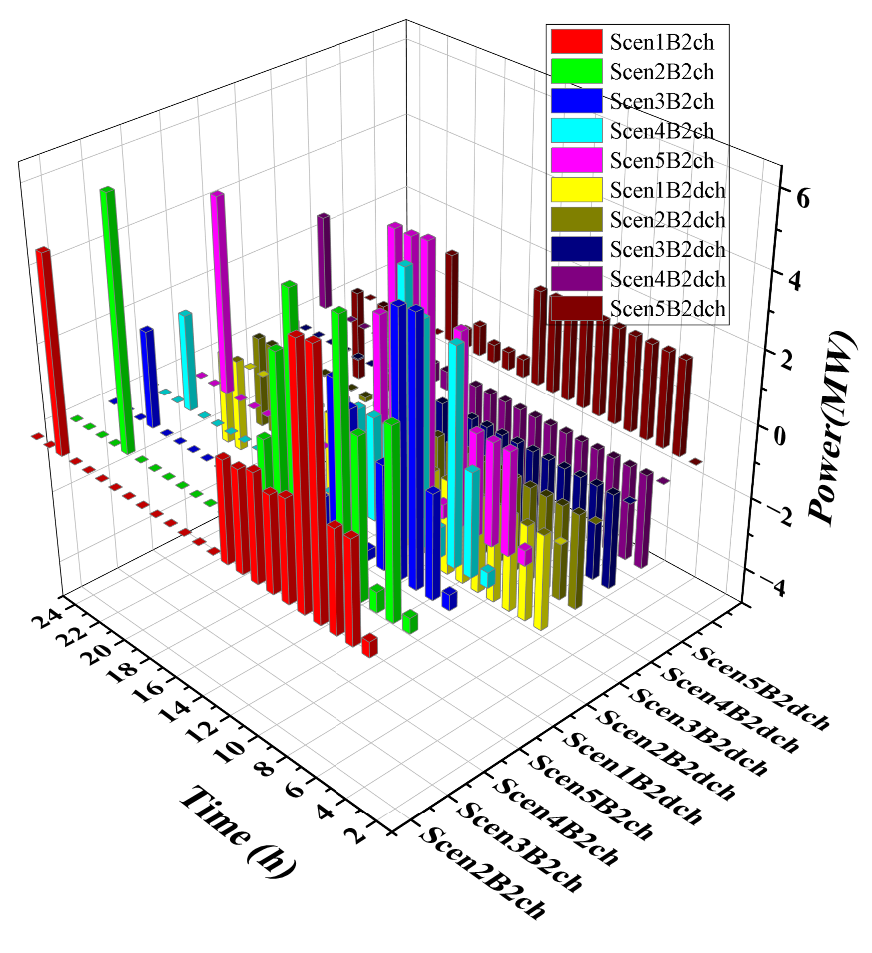 Scen1B2ch
Scen2B2ch
Scen3B2ch
Scen4B2ch
Scen5B2ch
Scen1B2dch
Scen2B2dch
Scen3B2dch
Scen4B2dch
Scen5B2dch
6
4
2
0
−2
−4
Power(MW)
24
22
20
18
16
14
12
10
8
6
4
2
Time (h)
Scen5B2dch
Scen4B2dch
Scen3B2dch
Scen2B2dch
Scen1B2dch
Scen5B2ch
Scen4B2ch
Scen3B2ch
Scen2B2ch